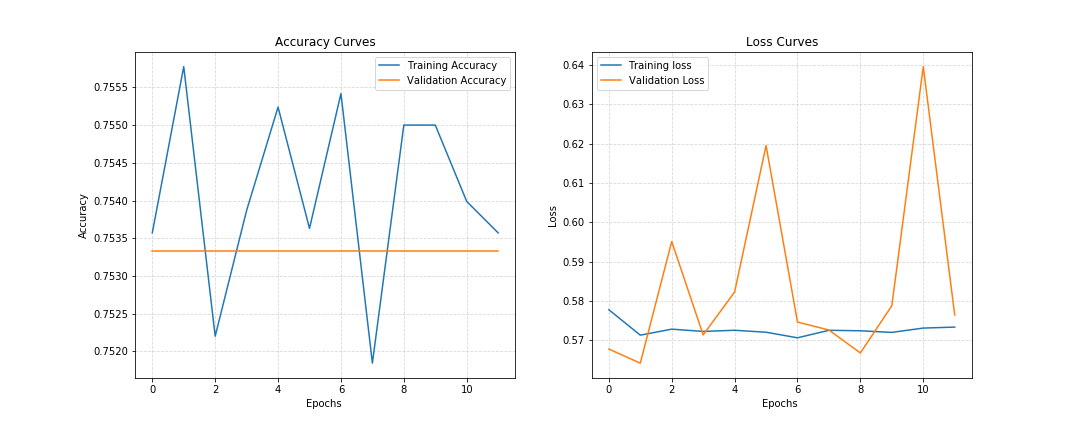 Accuracy Curves
Training Accuracy
Validation Accuracy
0.7555
0.7550
0.7545
0.7540
0.7535
0.7530
0.7525
0.7520
Accuracy
0 2 4 6 8 10
Epochs
Loss Curves
Training loss
Validation Loss
0.64
0.63
0.62
0.61
0.60
0.59
0.58
0.57
Loss
0 2 4 6 8 10
Epochs